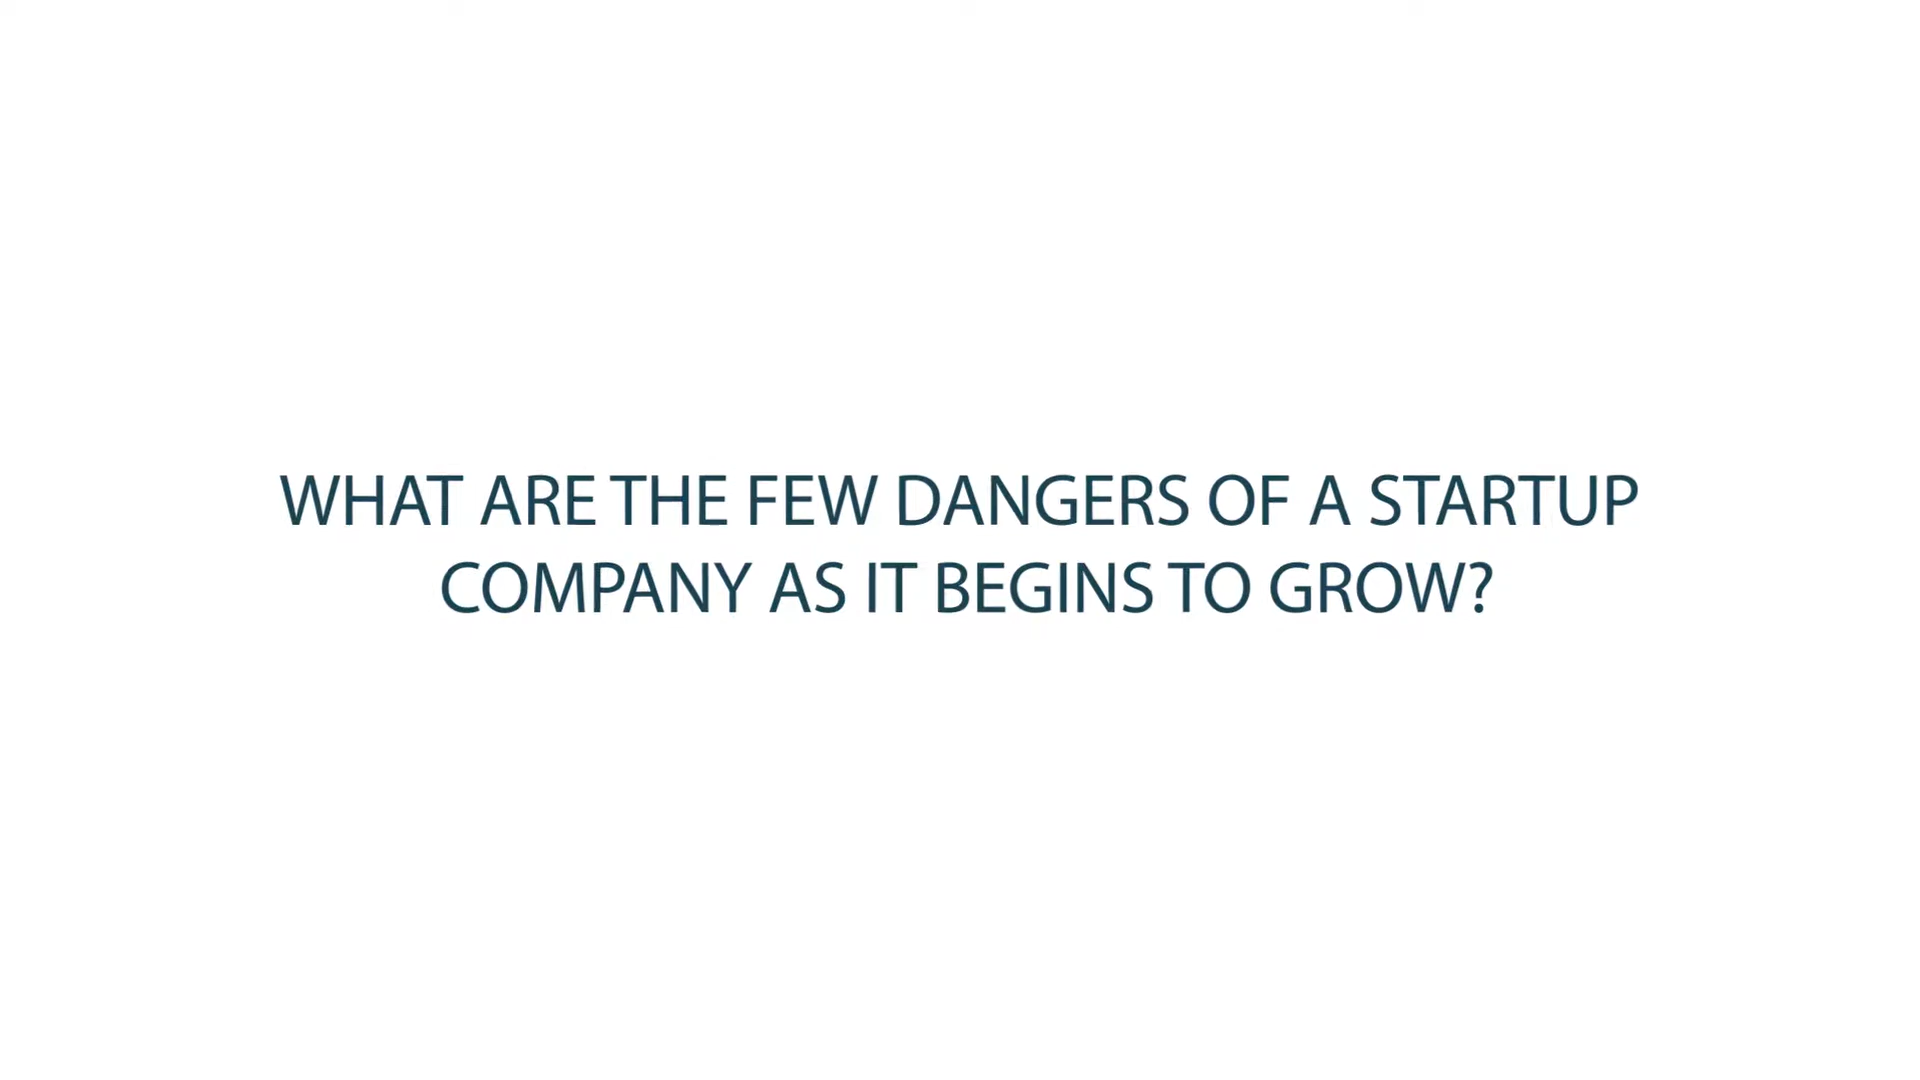 WHAT ARE THE FEW DANGERS OF A STARTUP
COMPANY AS IT BEGINS TO GROW?